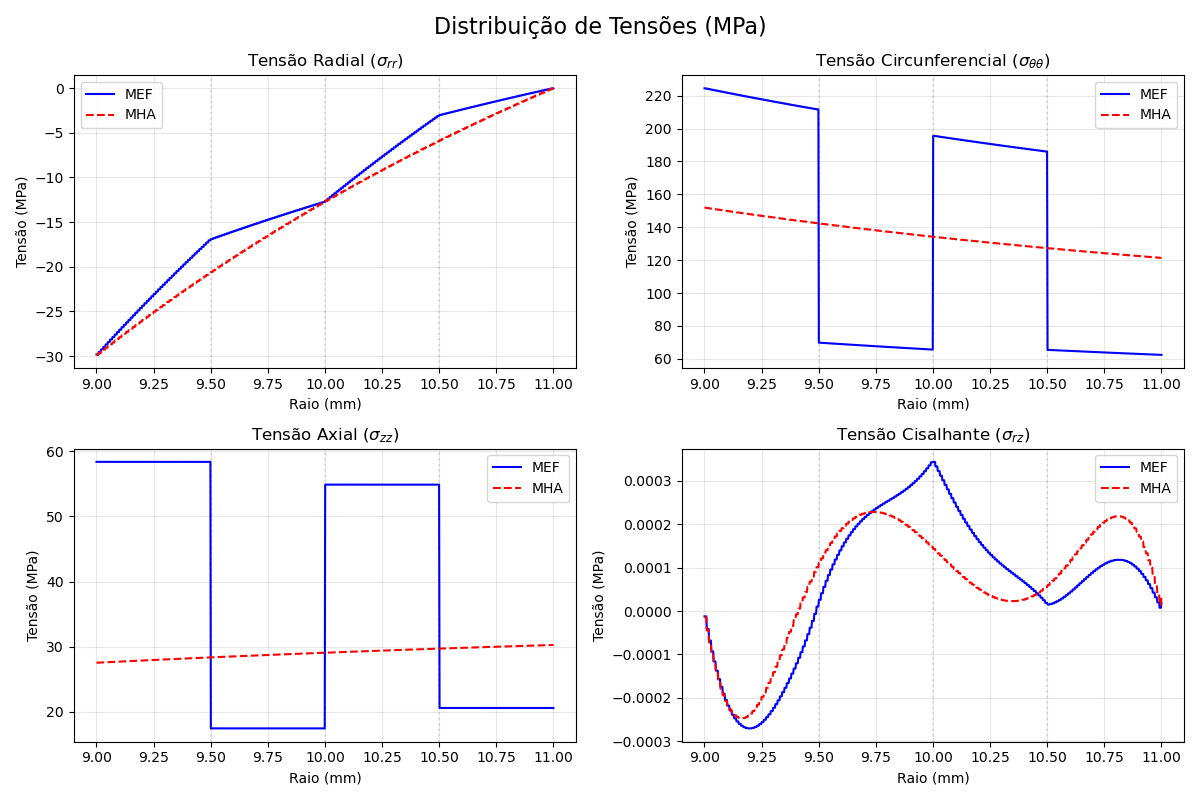 Distribuição de Tensões (MPa)
Tensão Radial (σrr)
0
−5
−10
−15
−20
−25
−30
Tensão (MPa)
MEF
MHA
9.00 9.25 9.50 9.75 10.00 10.25 10.50 10.75 11.00
Raio (mm)
Tensão Circunferencial (σθθ)
220
200
180
160
140
120
100
80
60
Tensão (MPa)
MEF
MHA
9.00 9.25 9.50 9.75 10.00 10.25 10.50 10.75 11.00
Raio (mm)
Tensão Axial (σzz)
60
50
40
30
20
Tensão (MPa)
MEF
MHA
9.00 9.25 9.50 9.75 10.00 10.25 10.50 10.75 11.00
Raio (mm)
Tensão Cisalhante (σrz)
0.0003
0.0002
0.0001
0.0000
−0.0001
−0.0002
−0.0003
Tensão (MPa)
MEF
MHA
9.00 9.25 9.50 9.75 10.00 10.25 10.50 10.75 11.00
Raio (mm)